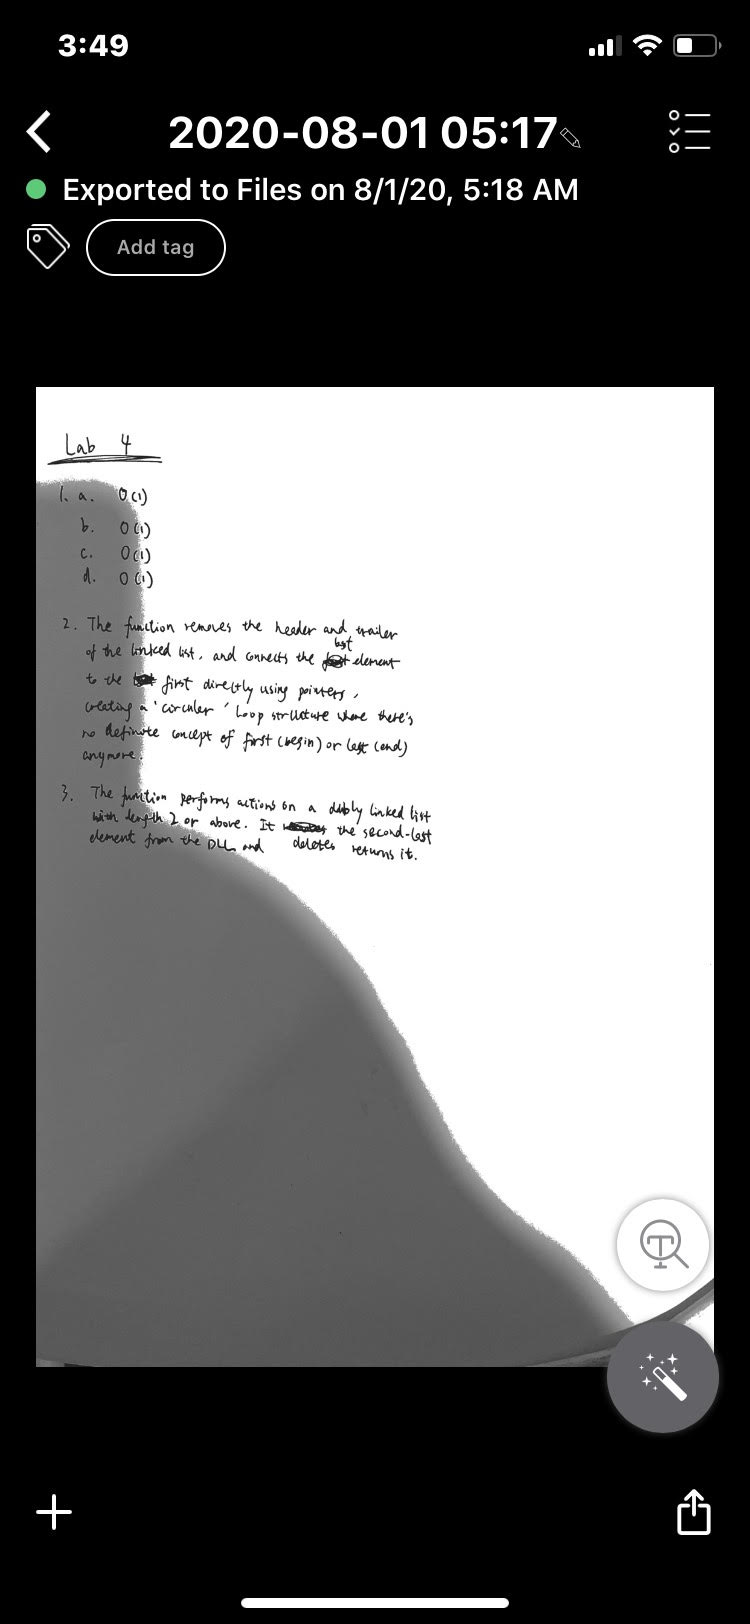 3:49
2020-08-01 05:17
Exported to Files on 8/1/20, 5:18 AM
Add tag
Lab 4
1. a. O(1)
b. O(1)
c. O(1)
d. O(1)
2. The function removes the header and trailer
of the linked list, and connects the last element
to the first directly using pointers,
creating a 'circular' loop structure where there's
no definite concept of first (begin) or last (end)
anymore.
3. The function performs actions on a dubly linked list
with length 2 or above. It deletes the second-last
element from the DLL and returns it.